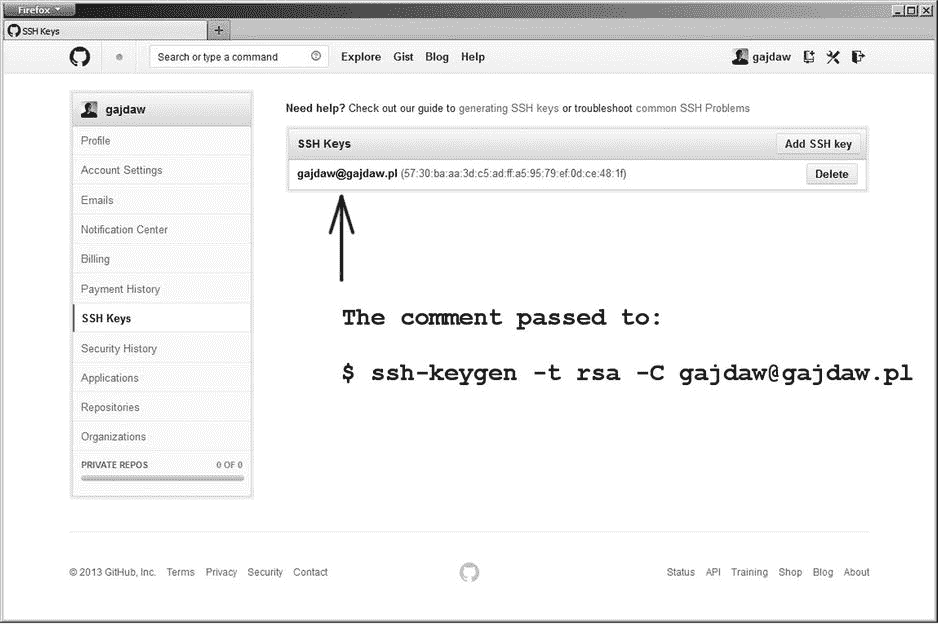 Firefox
SSH Keys
Search or type a command
Explore Gist Blog Help
gajdaw
gajdaw
Profile
Account Settings
Emails
Notification Center
Billing
Payment History
SSH Keys
Security History
Applications
Repositories
Organizations
PRIVATE REPOS 0 OF 0
Need help? Check out our guide to generating SSH keys or troubleshoot common SSH Problems
SSH Keys Add SSH key
gajdaw@gajdaw.pl (57:30:ba:aa:3d:c5:ad:ff:a5:95:79:ef:0d:ce:48:1f) Delete
The comment passed to:
$ ssh-keygen -t rsa -C gajdaw@gajdaw.pl
© 2013 GitHub, Inc. Terms Privacy Security Contact
Status API Training Shop Blog About